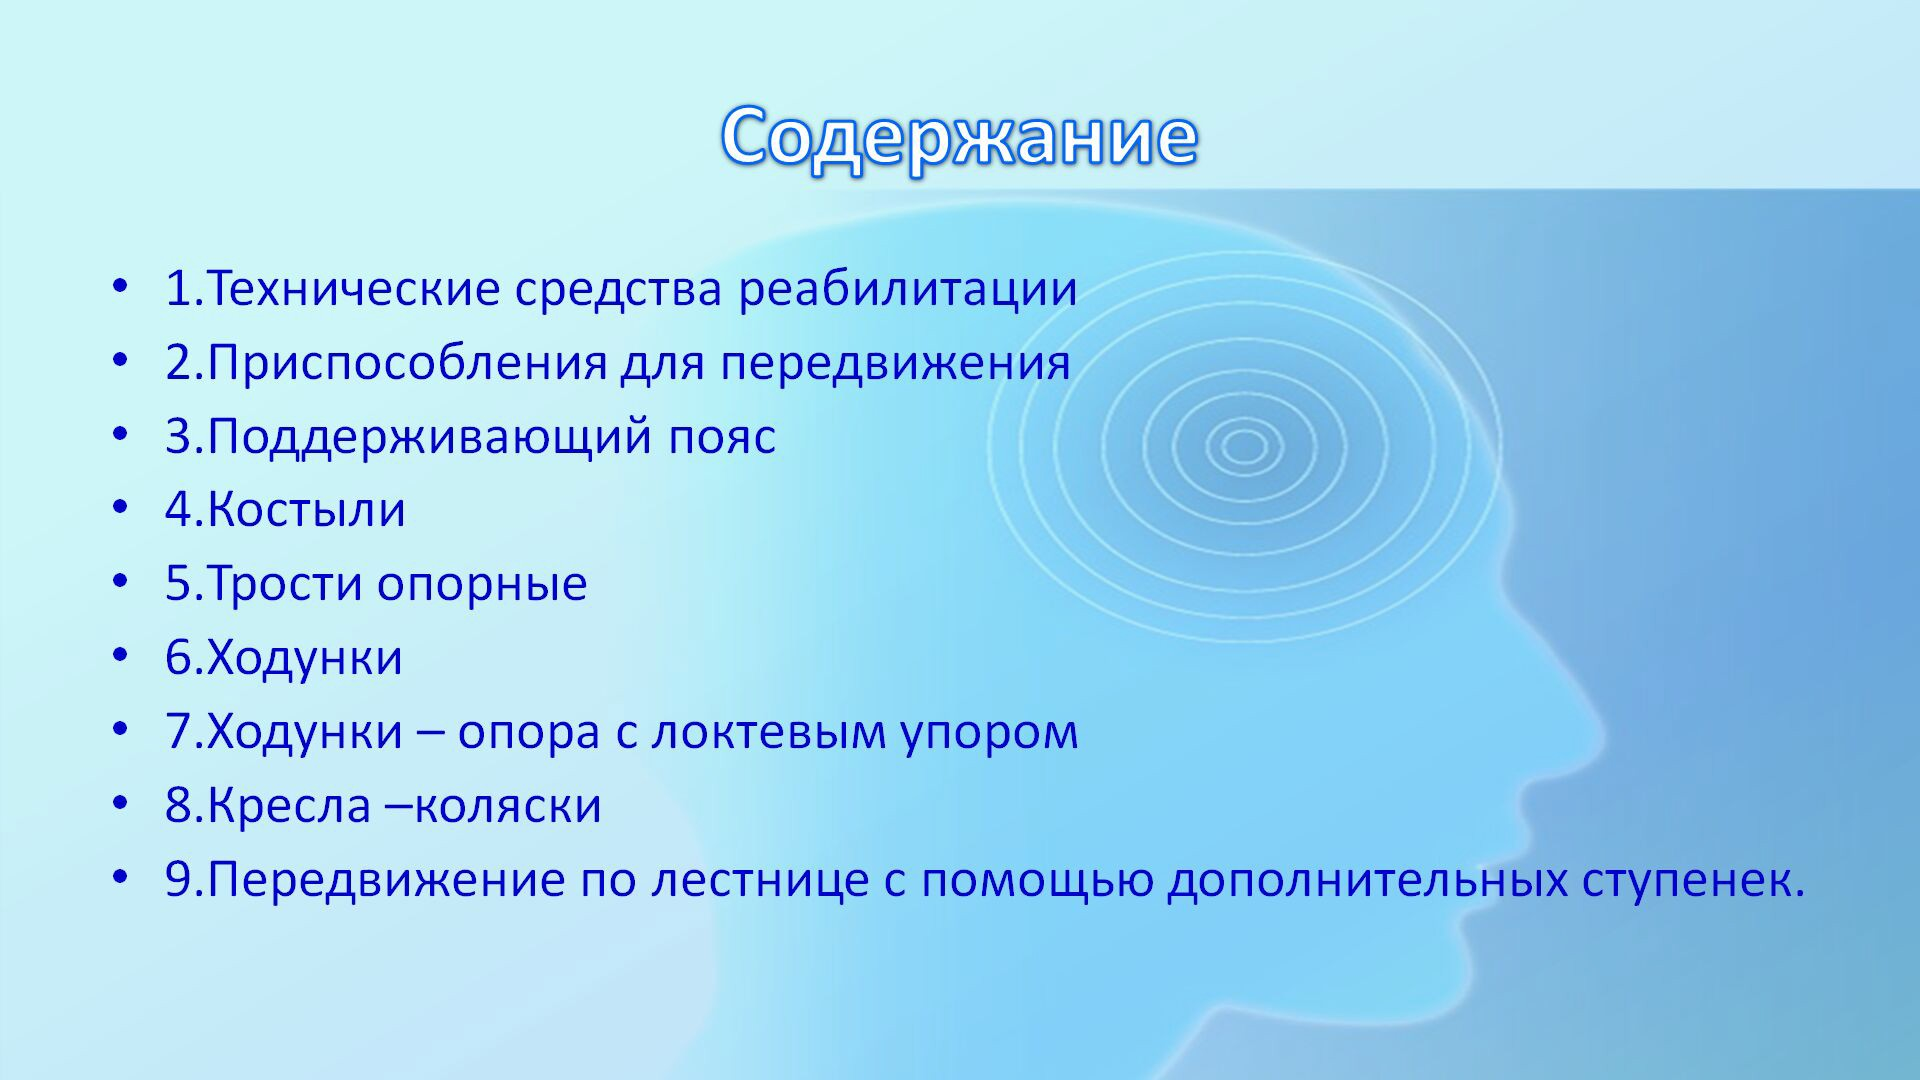 Содержание
• 1.Технические средства реабилитации
• 2.Приспособления для передвижения
• 3.Поддерживающий пояс
• 4.Костыли
• 5.Трости опорные
• 6.Ходунки
• 7.Ходунки – опора с локтевым упором
• 8.Кресла –коляски
• 9.Передвижение по лестнице с помощью дополнительных ступенек.